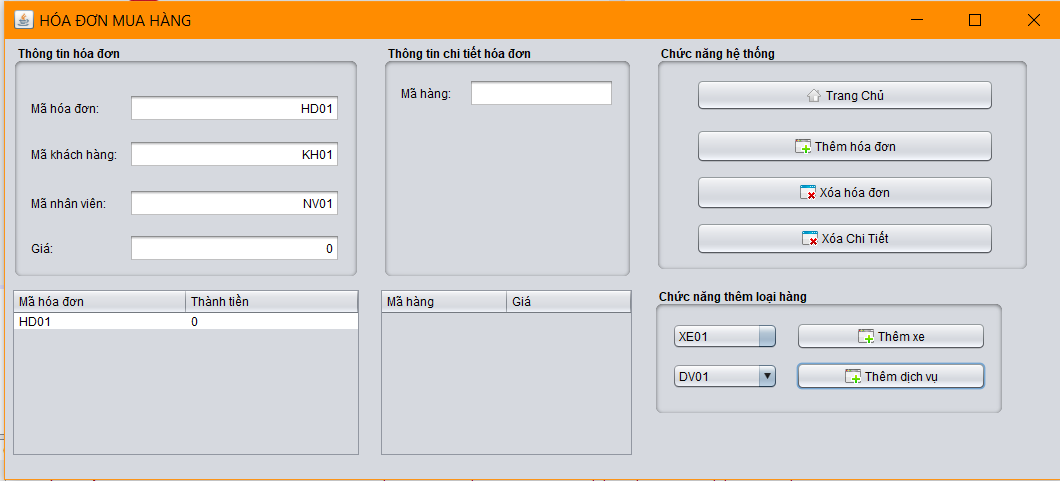 HÓA ĐƠN MUA HÀNG
Thông tin hóa đơn
Mã hóa đơn: HD01
Mã khách hàng: KH01
Mã nhân viên: NV01
Giá: 0
Thông tin chi tiết hóa đơn
Mã hàng:
Chức năng hệ thống
Trang Chủ
Thêm hóa đơn
Xóa hóa đơn
Xóa Chi Tiết
Mã hóa đơn Thành tiền
HD01 0
Mã hàng Giá
Chức năng thêm loại hàng
XE01 Thêm xe
DV01 Thêm dịch vụ